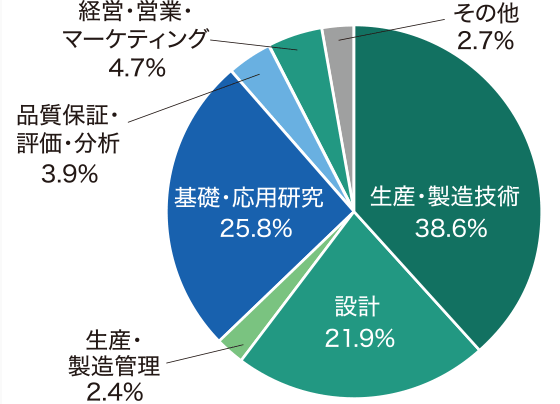 経営・営業・
マーケティング
4.7%
その他
2.7%
品質保証・
評価・分析
3.9%
基礎・応用研究
25.8%
生産・製造技術
38.6%
設計
21.9%
生産・
製造管理
2.4%